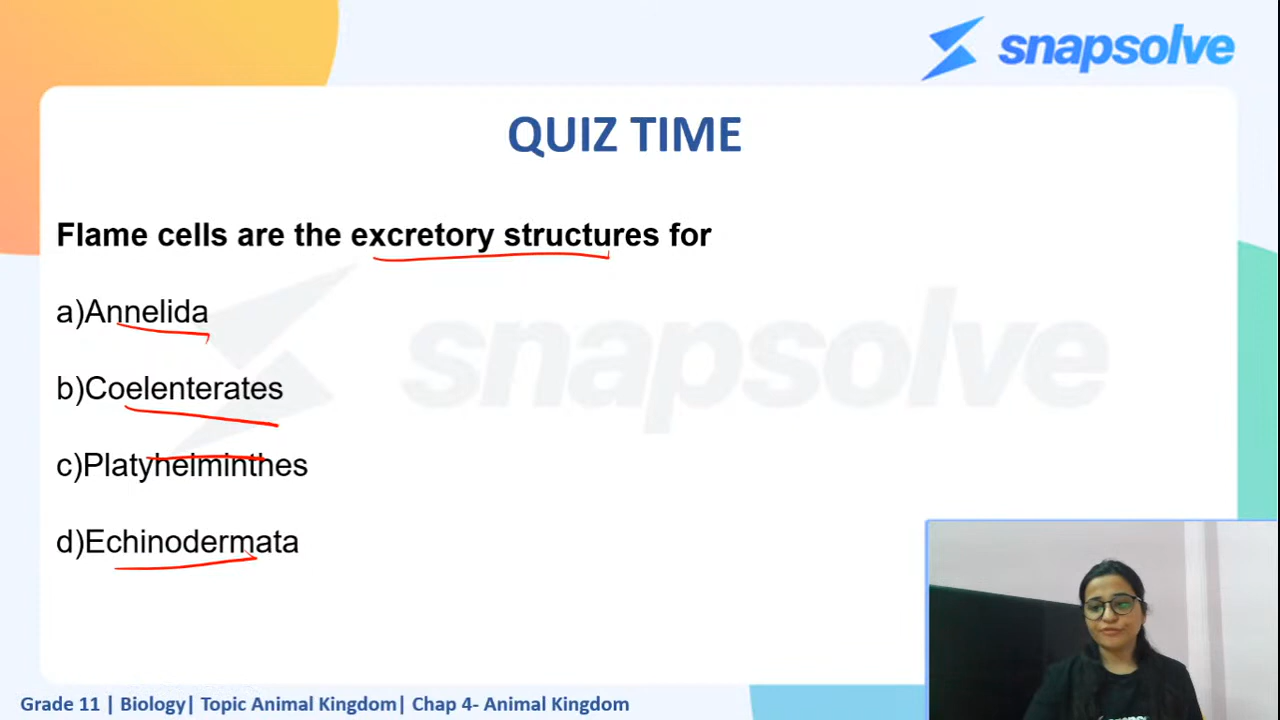 snapsolve
QUIZ TIME
Flame cells are the excretory structures for
a)Annelida
b)Coelenterates
c)Platyhelminthes
d)Echinodermata
snapsolve
Grade 11 | Biology| Topic Animal Kingdom| Chap 4- Animal Kingdom